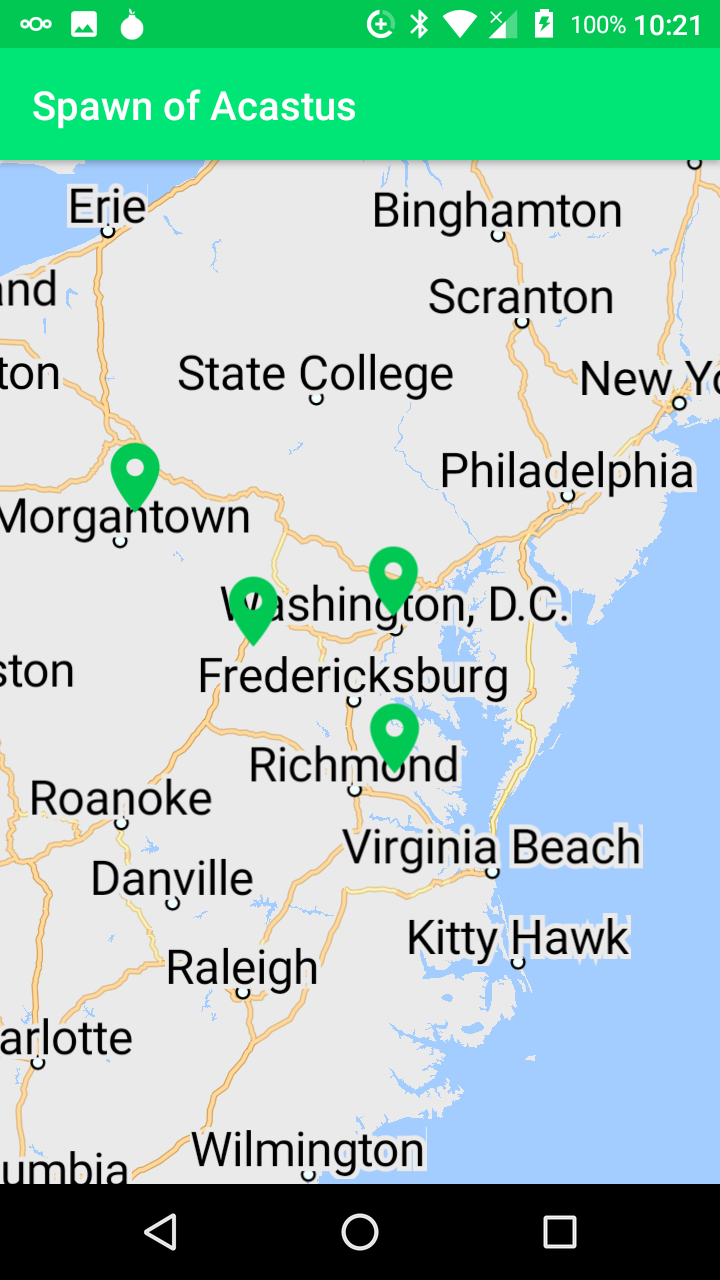 100% 10:21
Spawn of Acastus
Erie
Binghamton
and
Scranton
ton
State College
New Yo
Philadelphia
Morgantown
Washington, D.C.
ston
Fredericksburg
Richmond
Roanoke
Virginia Beach
Danville
Kitty Hawk
Raleigh
arlotte
Wilmington
umbia